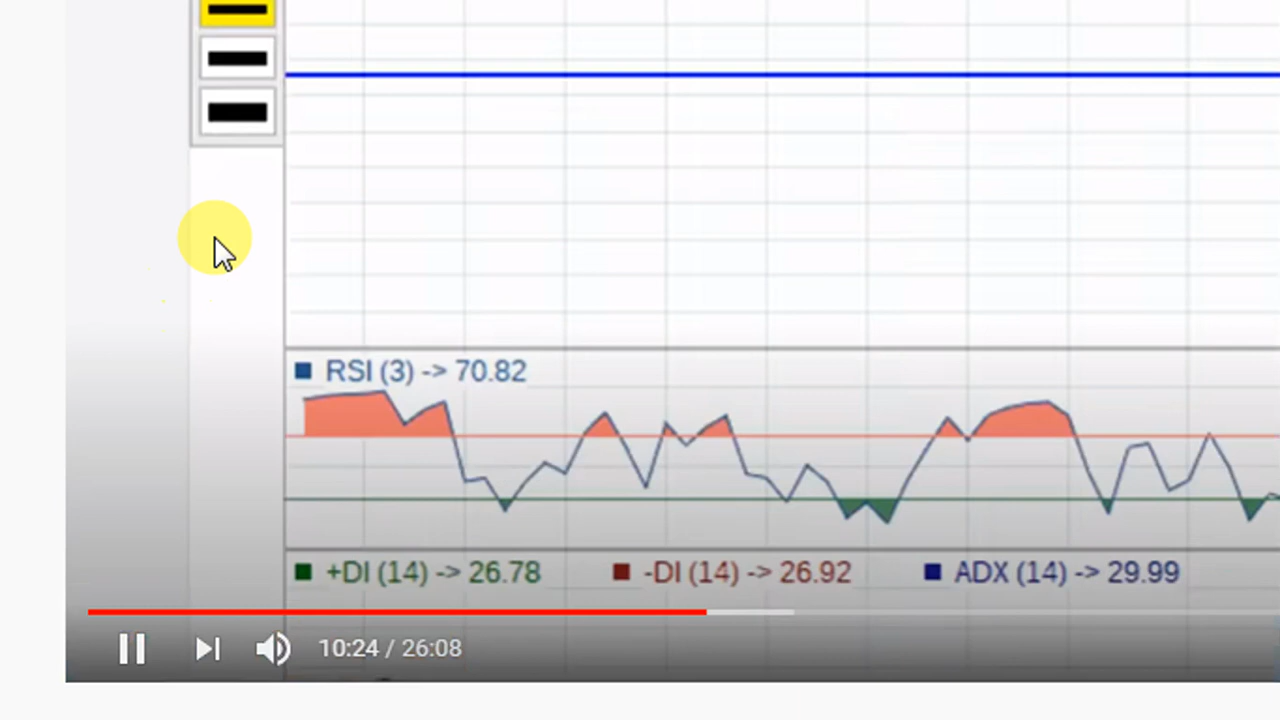 RSI (3) -> 70.82
+DI (14) -> 26.78 -DI (14) -> 26.92 ADX (14) -> 29.99
10:24 / 26:08